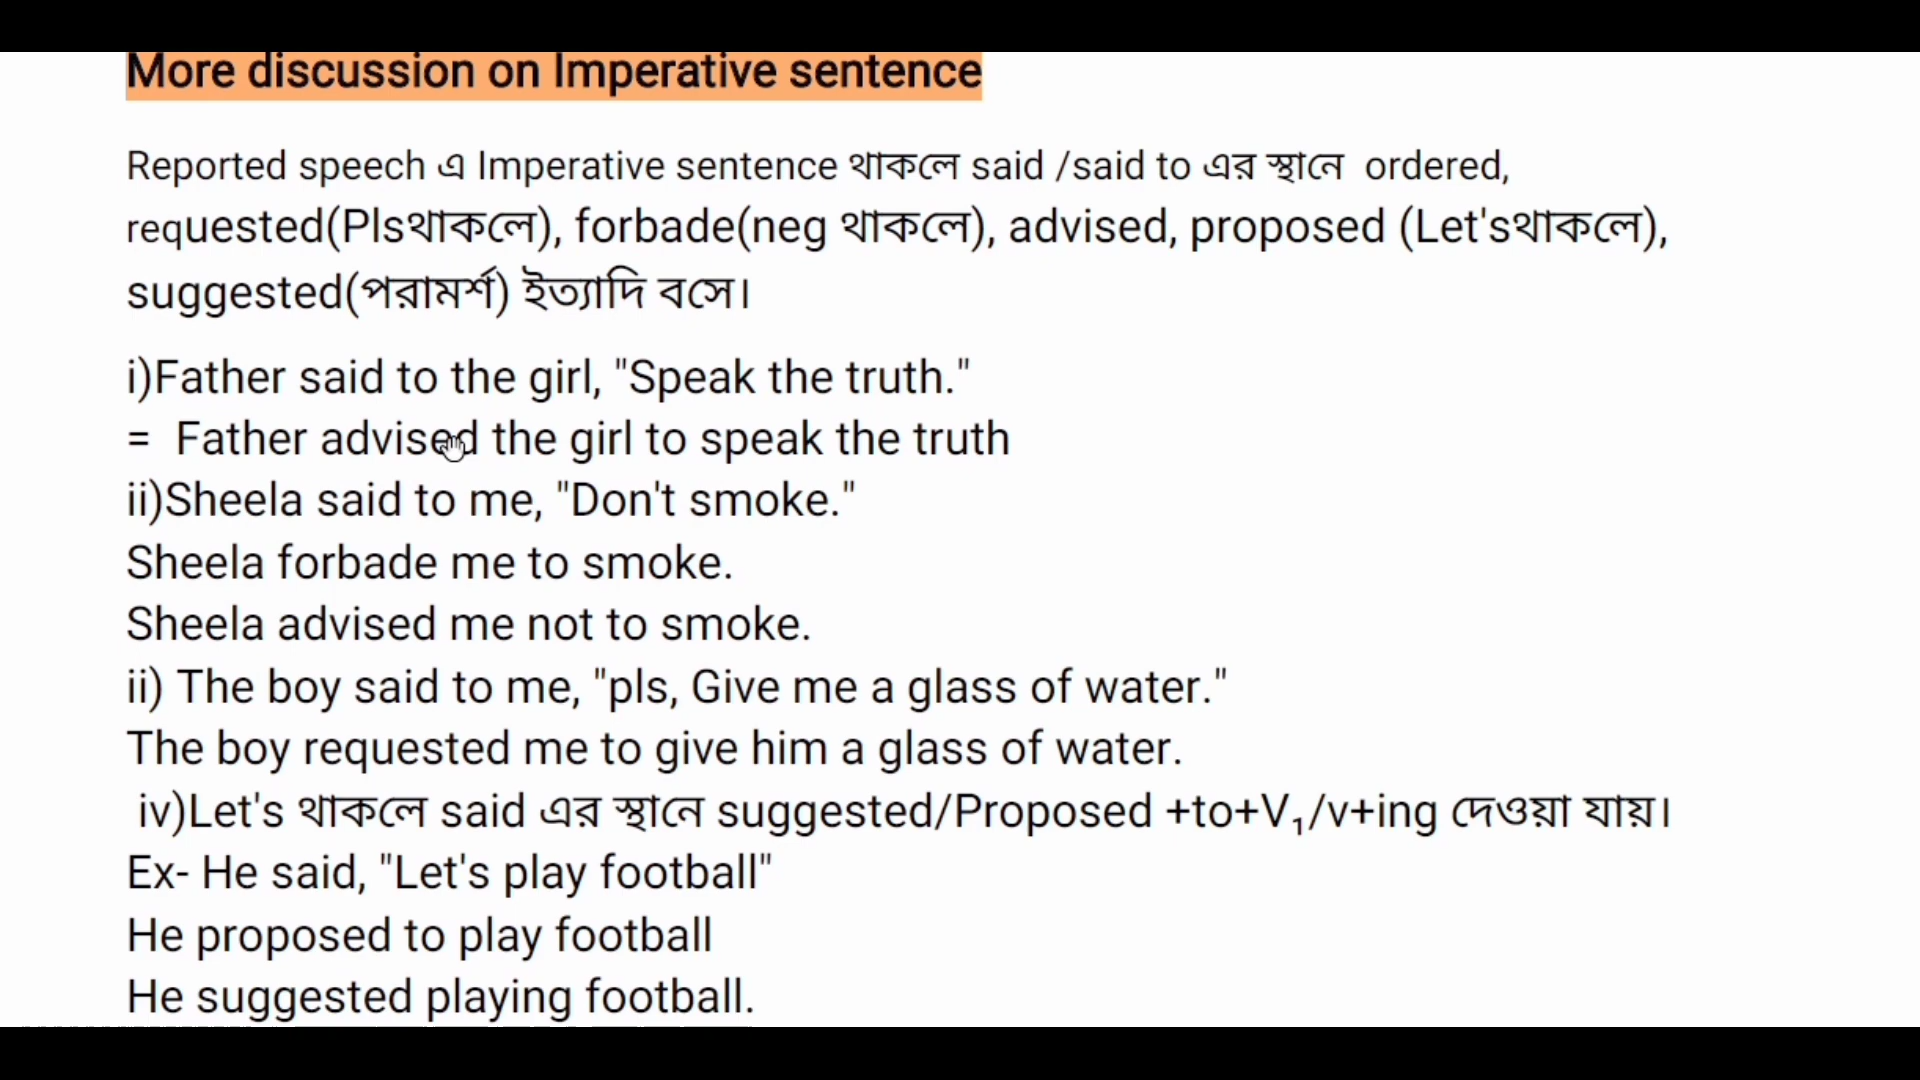 More discussion on Imperative sentence
Reported speech এ Imperative sentence থাকলে said /said to এর স্থানে ordered,
requested(Plsথাকলে), forbade(neg থাকলে), advised, proposed (Let'sথাকলে),
suggested(পরামর্শ) ইত্যাদি বসে।
i)Father said to the girl, "Speak the truth."
= Father advised the girl to speak the truth
ii)Sheela said to me, "Don't smoke."
Sheela forbade me to smoke.
Sheela advised me not to smoke.
ii) The boy said to me, "pls, Give me a glass of water."
The boy requested me to give him a glass of water.
iv)Let's থাকলে said এর স্থানে suggested/Proposed +to+V₁/v+ing দেওয়া যায়।
Ex- He said, "Let's play football"
He proposed to play football
He suggested playing football.